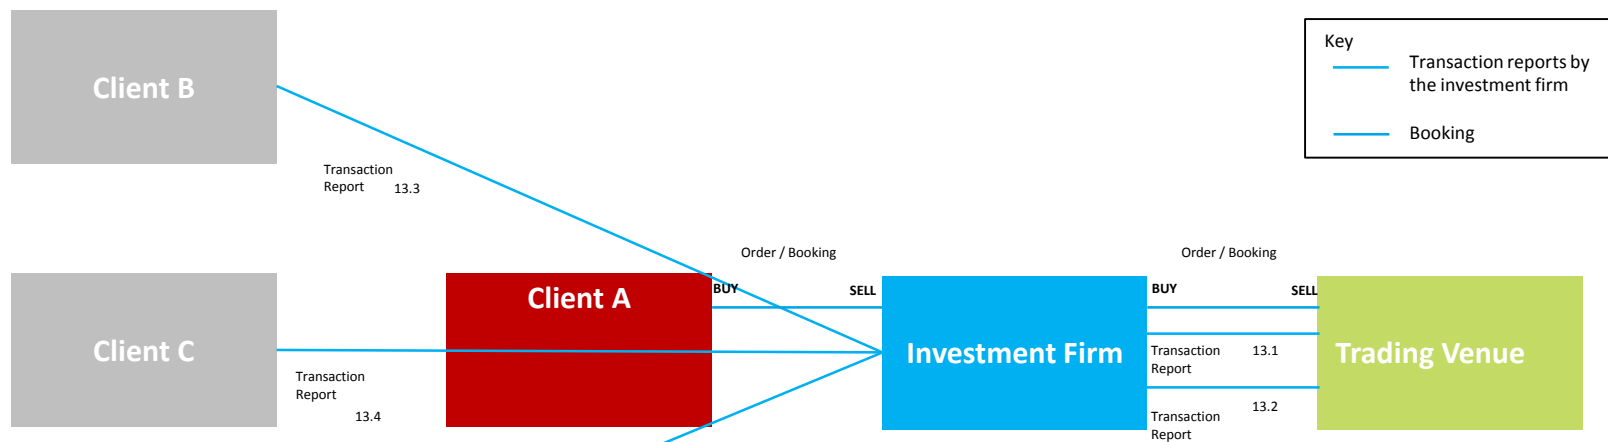 Client B
Key
Transaction reports by
the investment firm
Booking
Transaction
Report 13.3
Order / Booking
Order / Booking
Client C
Client A
BUY
SELL
Investment Firm
BUY
SELL
Trading Venue
Transaction
Report
13.1
Transaction
Report
13.4
Transaction
Report
13.2